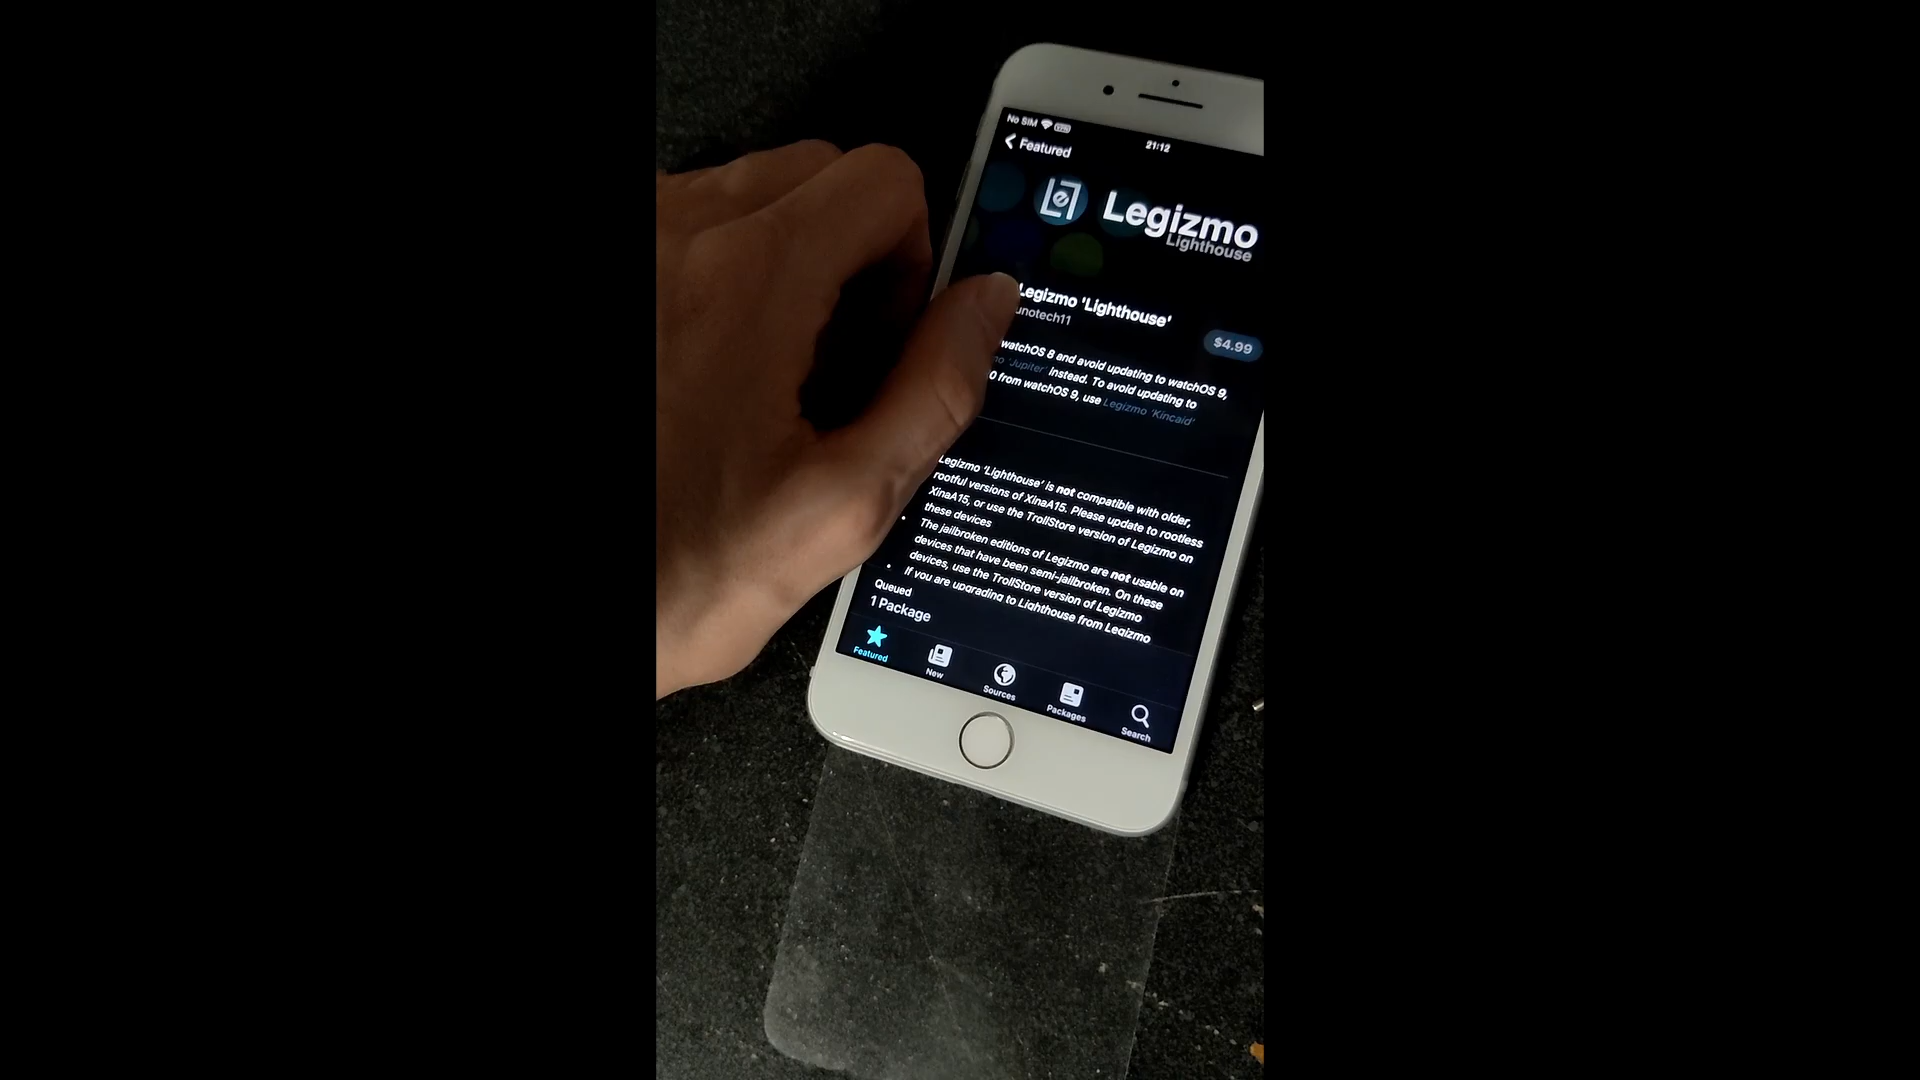 No SIM
21:12
Featured
Legizmo
Lighthouse
Legizmo 'Lighthouse'
unotech11
$4.99
watchOS 8 and avoid updating to watchOS 9,
'Jupiter' instead. To avoid updating to
0 from watchOS 9, use Legizmo 'Kincaid'
Legizmo 'Lighthouse' is not compatible with older,
rootful versions of XinaA15. Please update to rootless
XinaA15, or use the TrollStore version of Legizmo on
these devices
The jailbroken editions of Legizmo are not usable on
devices that have been semi-jailbroken. On these
devices, use the TrollStore version of Legizmo
If you are upgrading to Lighthouse from Legizmo
Queued
1 Package
Featured
New
Sources
Packages
Search